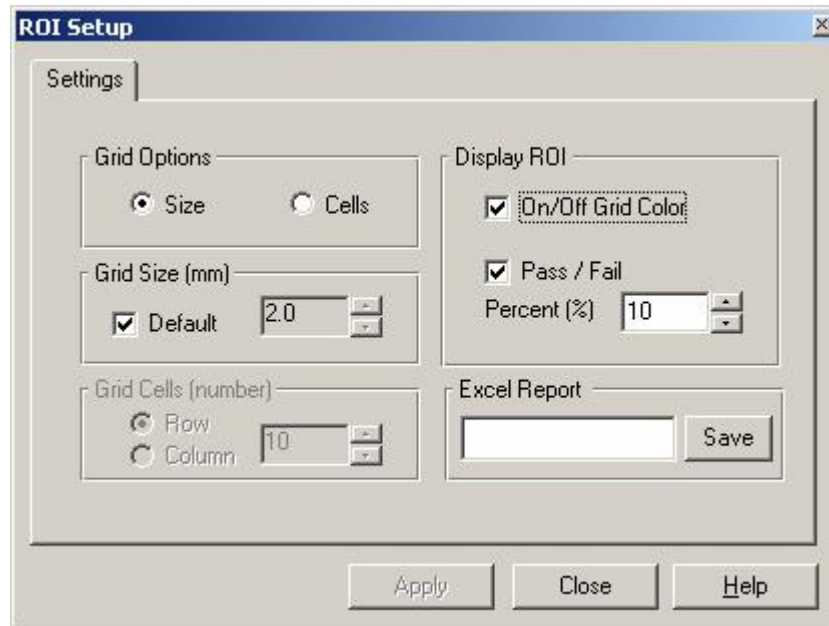 ROI Setup
Settings
Grid Options
Size Cells
Grid Size (mm)
Default 2.0
Grid Cells (number)
Row
Column 10
Display ROI
On/Off Grid Color
Pass / Fail
Percent (%) 10
Excel Report
Save
Apply Close Help